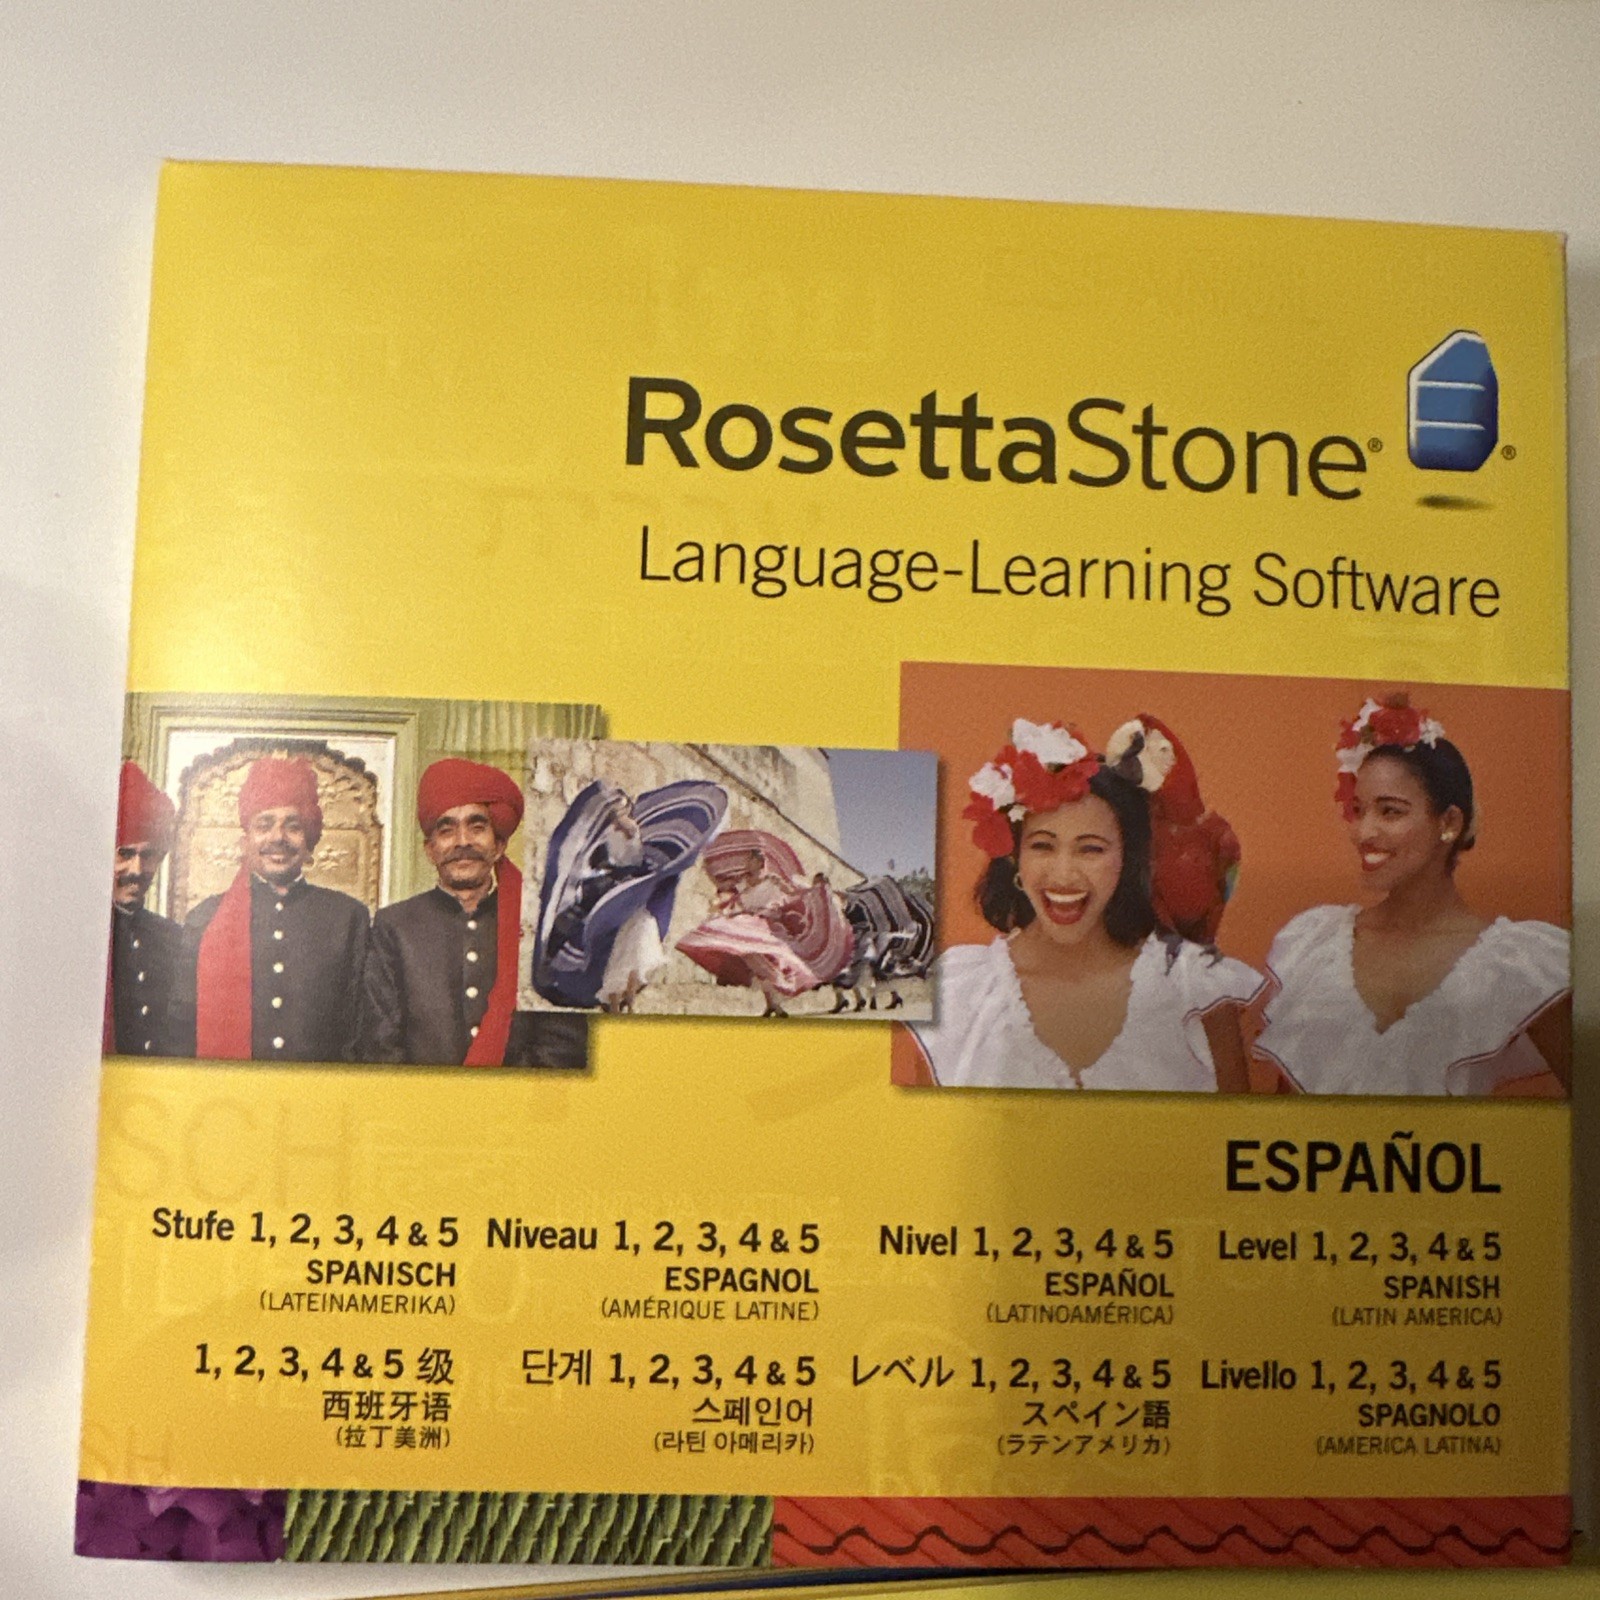 RosettaStone® ®
Language-Learning Software
ESPAÑOL
Stufe 1, 2, 3, 4 & 5
SPANISCH
(LATEINAMERIKA)
Niveau 1, 2, 3, 4 & 5
ESPAGNOL
(AMÉRIQUE LATINE)
Nivel 1, 2, 3, 4 & 5
ESPAÑOL
(LATINOAMÉRICA)
Level 1, 2, 3, 4 & 5
SPANISH
(LATIN AMERICA)
1, 2, 3, 4 & 5 级
西班牙语
(拉丁美洲)
단계 1, 2, 3, 4 & 5
스페인어
(라틴 아메리카)
レベル 1, 2, 3, 4 & 5
スペイン語
(ラテンアメリカ)
Livello 1, 2, 3, 4 & 5
SPAGNOLO
(AMERICA LATINA)